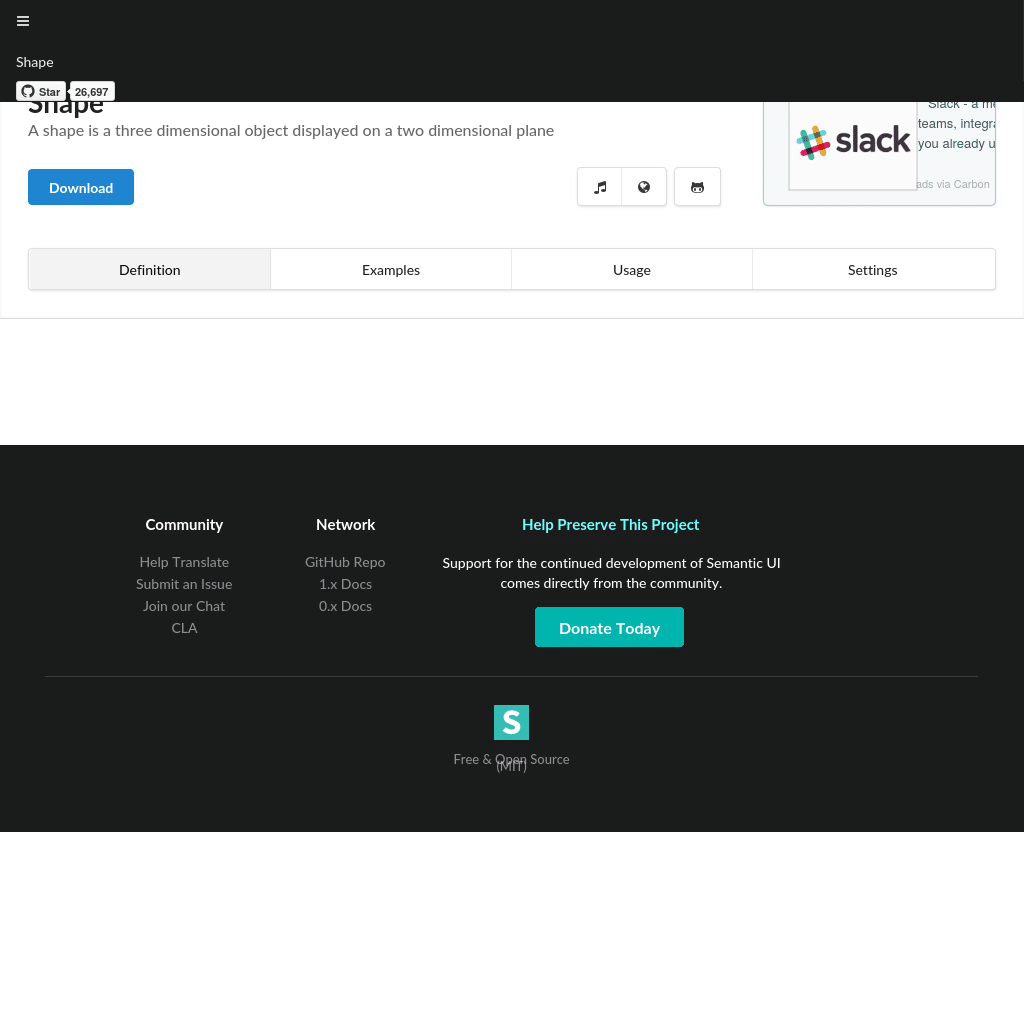 Shape
Star 26,697
Shape
A shape is a three dimensional object displayed on a two dimensional plane
Download
slack
Slack - a me
teams, integra
you already u
ads via Carbon
Definition Examples Usage Settings
Community
Help Translate
Submit an Issue
Join our Chat
CLA
Network
GitHub Repo
1.x Docs
0.x Docs
Help Preserve This Project
Support for the continued development of Semantic UI
comes directly from the community.
Donate Today
S
Free & Open Source
(MIT)